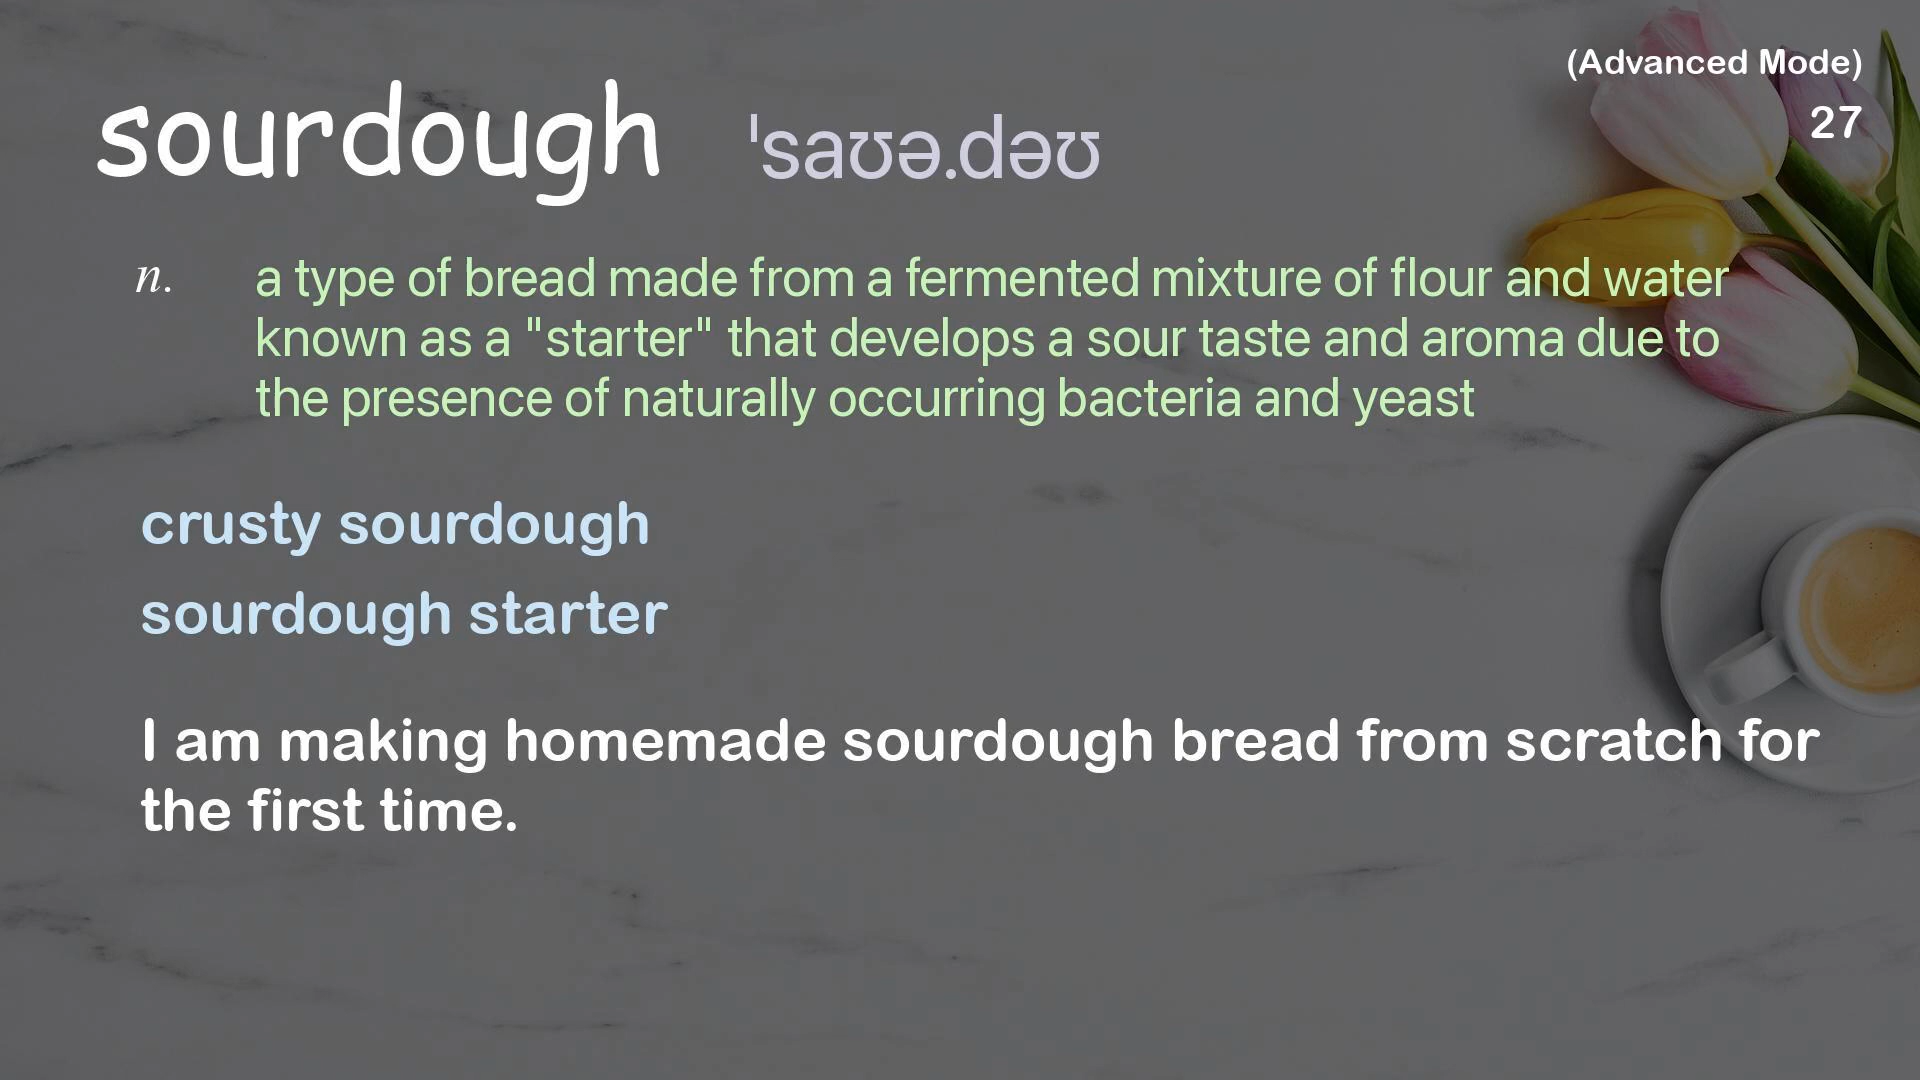 (Advanced Mode)
27
sourdough ˈsaʊə.dəʊ
n. a type of bread made from a fermented mixture of flour and water
known as a "starter" that develops a sour taste and aroma due to
the presence of naturally occurring bacteria and yeast
crusty sourdough
sourdough starter
I am making homemade sourdough bread from scratch for
the first time.